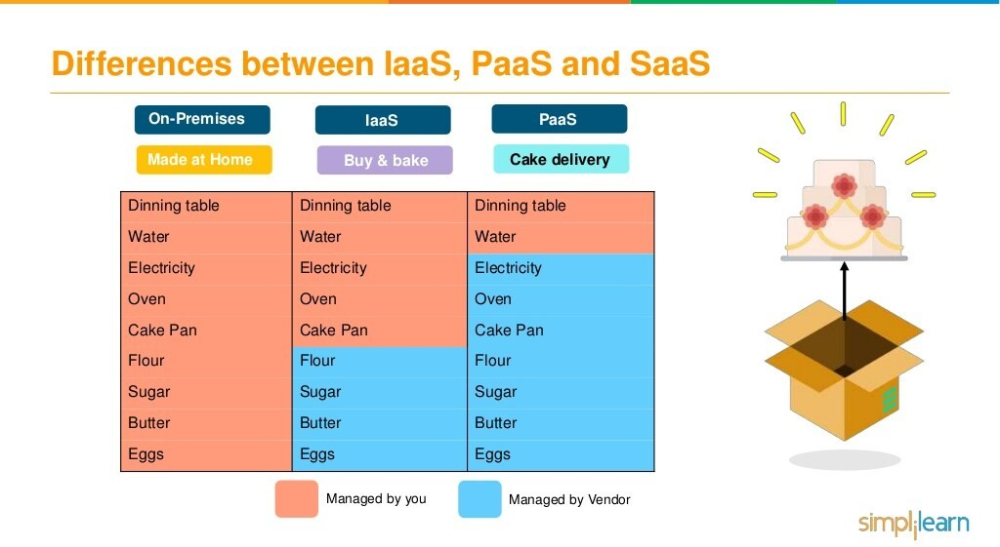 Differences between IaaS, PaaS and SaaS
On-Premises IaaS PaaS
Made at Home Buy & bake Cake delivery
Dinning table Dinning table Dinning table
Water Water Water
Electricity Electricity Electricity
Oven Oven Oven
Cake Pan Cake Pan Cake Pan
Flour Flour Flour
Sugar Sugar Sugar
Butter Butter Butter
Eggs Eggs Eggs
Managed by you Managed by Vendor
simplilearn